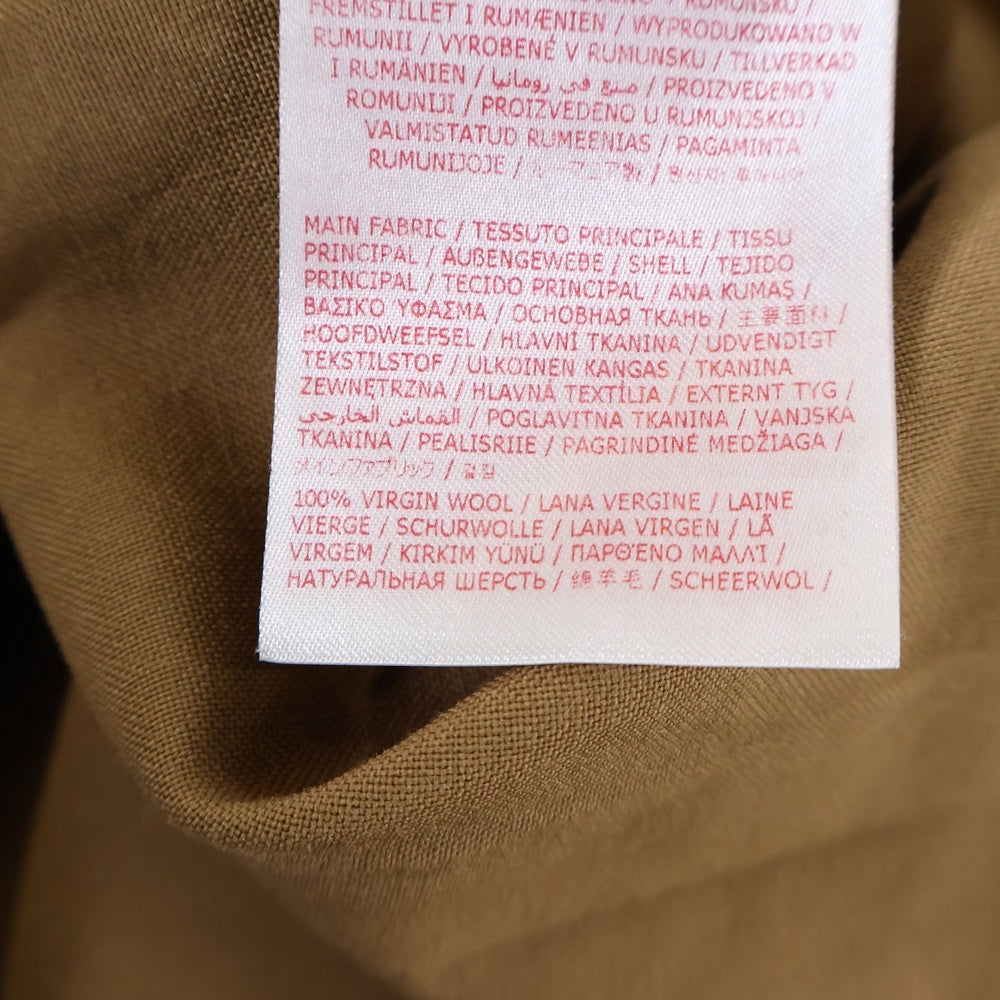 RUMUNSKO /
FREMSTILLET I RUMÆNIEN / WYPRODUKOWANO W
RUMUNII / VYROBENÉ V RUMUNSKU / TILLVERKAD
I RUMÄNIEN / صنع في رومانيا / PROIZVEDENO V
ROMUNIJI / PROIZVEDENO U RUMUNJSKOJ /
VALMISTATUD RUMEENIAS / PAGAMINTA
RUMUNIJOJE / ルーマニア製 /
MAIN FABRIC / TESSUTO PRINCIPALE / TISSU
PRINCIPAL / AUßENGEWEBE / SHELL / TEJIDO
PRINCIPAL / TECIDO PRINCIPAL / ANA KUMAŞ /
ΒΑΣΙΚΟ ΥΦΑΣΜΑ / ОСНОВНАЯ ТКАНЬ / 主要面料 /
HOOFDWEEFSEL / HLAVNÍ TKANINA / UDVENDIGT
TEKSTILSTOF / ULKOINEN KANGAS / TKANINA
ZEWNĘTRZNA / HLAVNÁ TEXTÍLIA / EXTERNT TYG /
القماش الخارجي / POGLAVITNA TKANINA / VANJSKA
TKANINA / PEALISRIIE / PAGRINDINĖ MEDŽIAGA /
メインファブリック / 겉감
100% VIRGIN WOOL / LANA VERGINE / LAINE
VIERGE / SCHURWOLLE / LANA VIRGEN / LÃ
VIRGEM / KIRKIM YÜNÜ / ΠΑΡΘΈΝΟ ΜΑΛΛΊ /
НАТУРАЛЬНАЯ ШЕРСТЬ / 绵羊毛 / SCHEERWOL /